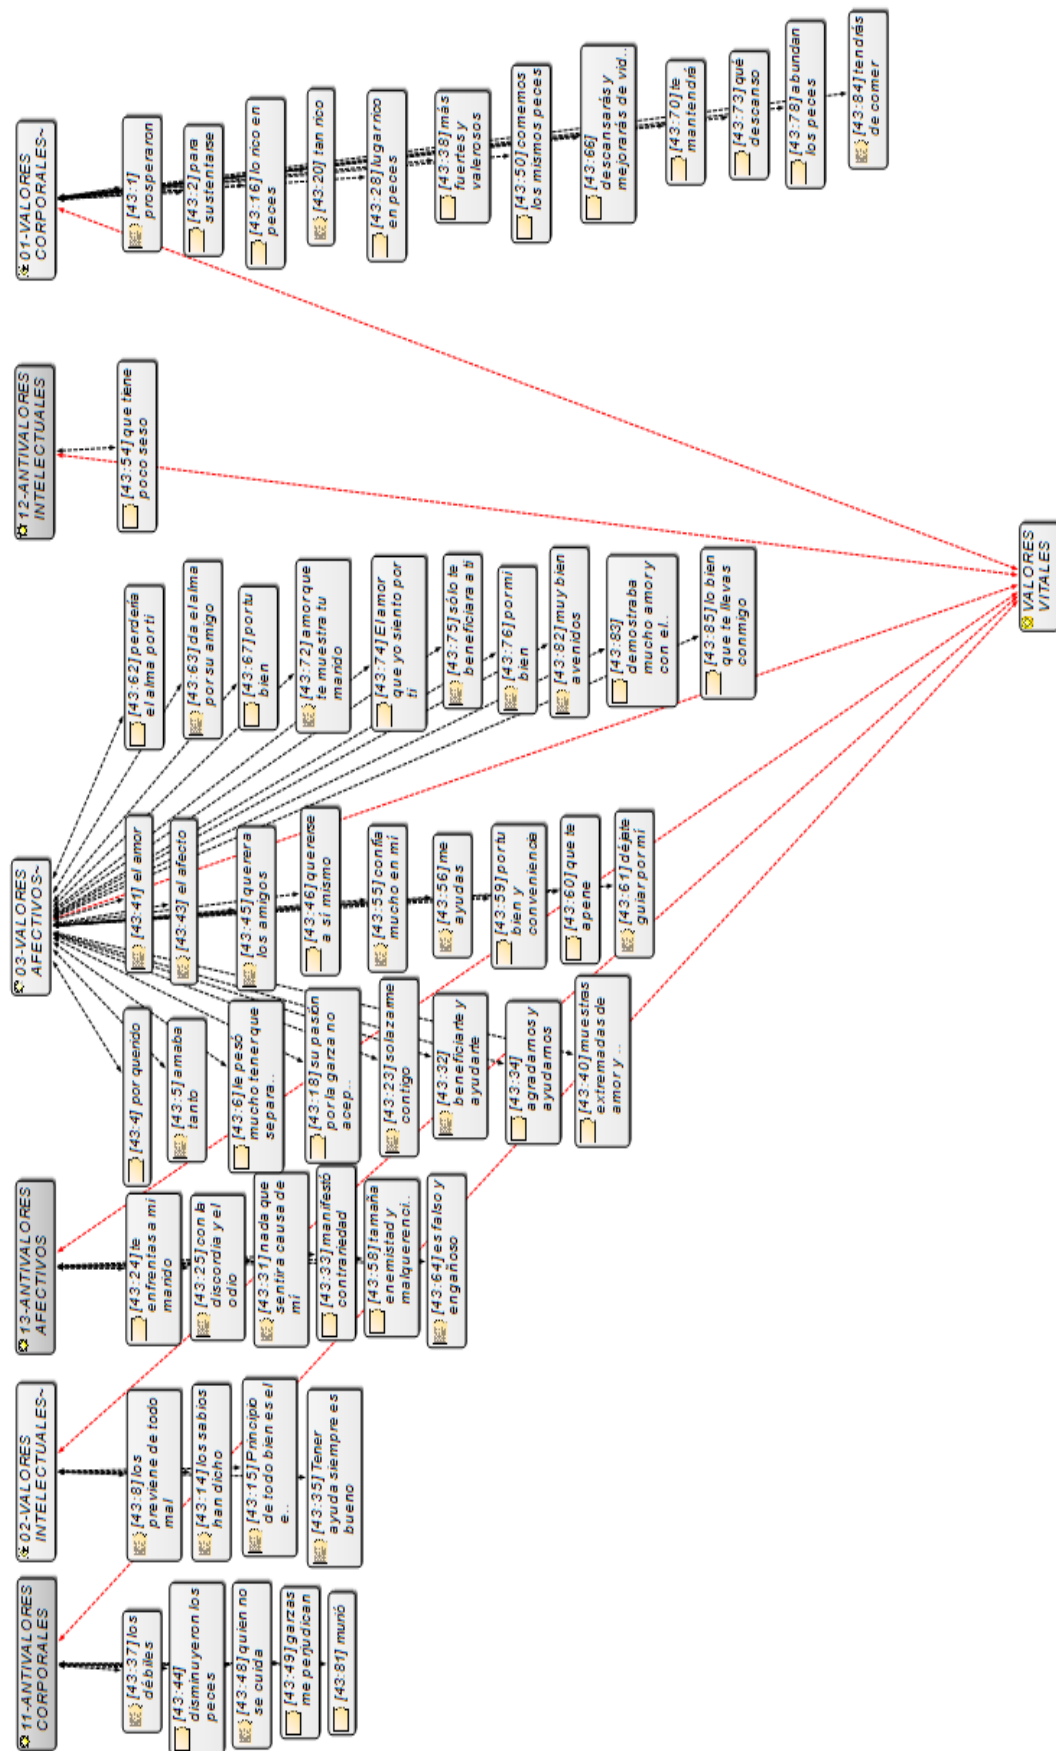 11-ANTIVALORES
CORPORALES
[43:37] los
débiles
[43:44]
disminuyeron los
peces
[43:48] quien no
se cuida
[43:49] garzas
me perjudican
[43:81] murió
02-VALORES
INTELECTUALES~
[43:8] los
previene de todo
mal
[43:14] los sabios
han dicho
[43:15] Principio
de todo bien es el
e..
[43:35] Tener
ayuda siempre es
bueno
13-ANTIVALORES
AFECTIVOS
[43:24] te
enfrentas a mi
marido
[43:25] con la
discordia y el
odio
[43:31] nada que
sentir a causa de
mí
[43:33] manifestó
contrariedad
[43:58] tamaña
enemistad y
malquerenci..
[43:64] es falso y
engañoso
03-VALORES
AFECTIVOS~
[43:4] por querido
[43:5] amaba
tanto
[43:6] le pesó
mucho tener que
separa..
[43:18] su pasión
por la garza no
acep..
[43:23] solazarme
contigo
[43:32]
beneficiarte y
ayudarte
[43:34]
agradarnos y
ayudarnos
[43:40] muestras
extremadas de
amor y ..
[43:41] el amor
[43:43] el afecto
[43:45] querer a
los amigos
[43:46] quererse
a sí mismo
[43:55] confía
mucho en mí
[43:56] me
ayudas
[43:59] por tu
bien y
conveniencia
[43:60] que te
apene
[43:61] déjate
guiar por mí
[43:62] perdería
el alma por ti
[43:63] da el alma
por su amigo
[43:67] por tu
bien
[43:72] amor que
te muestra tu
marido
[43:74] El amor
que yo siento por
ti
[43:75] sólo te
beneficiara a ti
[43:76] por mi
bien
[43:82] muy bien
avenidos
[43:83]
demostraba
mucho amor y
con el..
[43:85] lo bien
que te llevas
conmigo
12-ANTIVALORES
INTELECTUALES
[43:54] que tiene
poco seso
01-VALORES
CORPORALES~
[43:1]
prosperaron
[43:2] para
sustentarse
[43:16] lo rico en
peces
[43:20] tan rico
[43:28] lugar rico
en peces
[43:38] más
fuertes y
valerosos
[43:50] comemos
los mismos peces
[43:66]
descansarás y
mejorarás de vid..
[43:70] te
mantendrá
[43:73] qué
descanso
[43:78] abundan
los peces
[43:84] tendrás
de comer
VALORES
VITALES